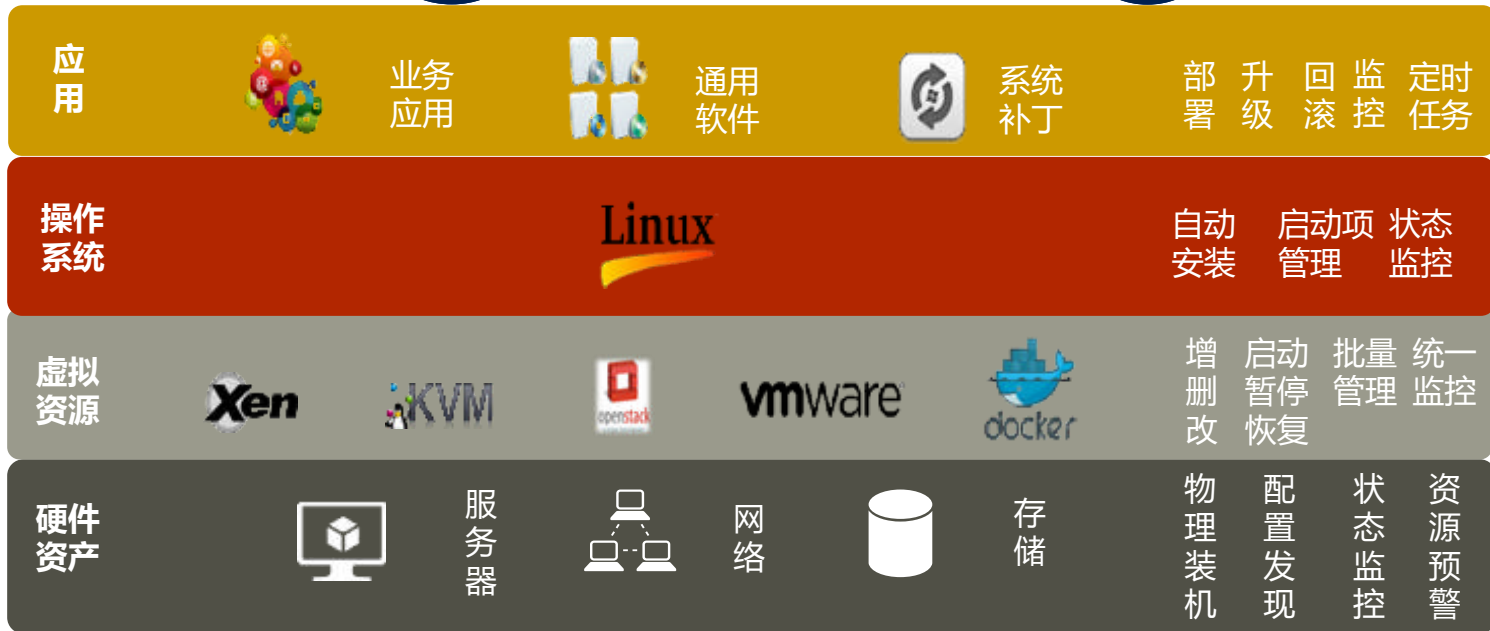 应
用
业务
应用
通用
软件
系统
补丁
部
署
升
级
回
滚
监
控
定时
任务
操作
系统
Linux
自动
安装
启动项
管理
状态
监控
虚拟
资源
Xen
KVM
openstack
vmware
docker
增
删
改
启动
暂停
恢复
批量
管理
统一
监控
硬件
资产
服
务
器
网
络
存
储
物
理
装
机
配
置
发
现
状
态
监
控
资
源
预
警